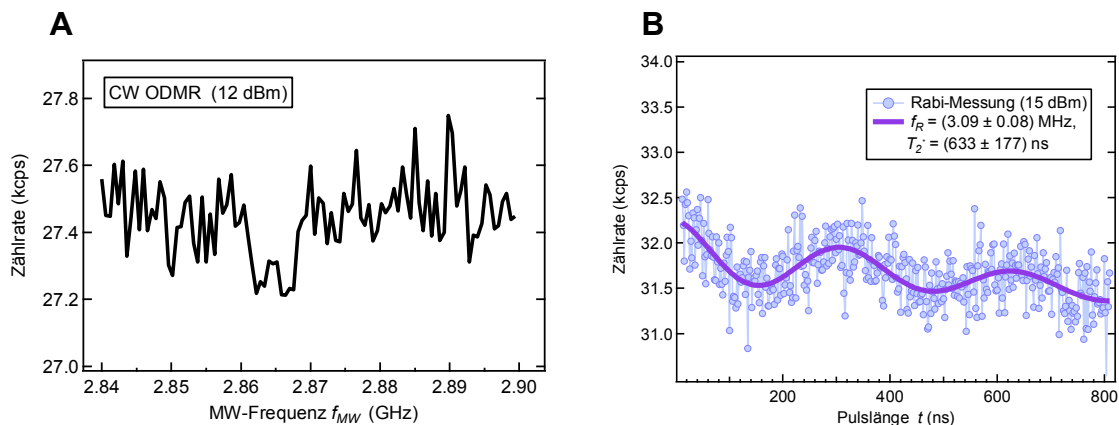 A
CW ODMR (12 dBm)
Zählrate (kcps)
27.8
27.6
27.4
27.2
27.0
2.84
2.85
2.86
2.87
2.88
2.89
2.90
MW-Frequenz f_MW (GHz)
B
Rabi-Messung (15 dBm)
f_R = (3.09 ± 0.08) MHz,
T_2^* = (633 ± 177) ns
Zählrate (kcps)
34.0
33.5
33.0
32.5
32.0
31.5
31.0
200
400
600
800
Pulslänge t (ns)